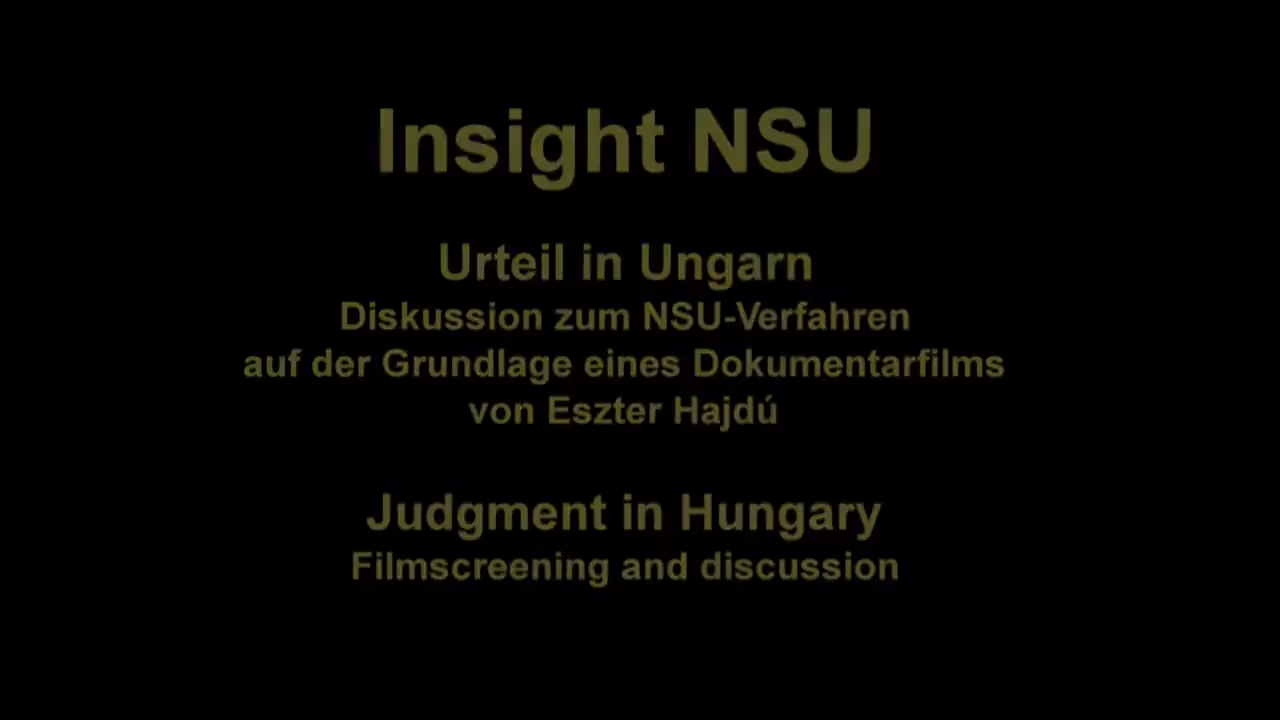 Insight NSU
Urteil in Ungarn
Diskussion zum NSU-Verfahren
auf der Grundlage eines Dokumentarfilms
von Eszter Hajdú
Judgment in Hungary
Filmscreening and discussion